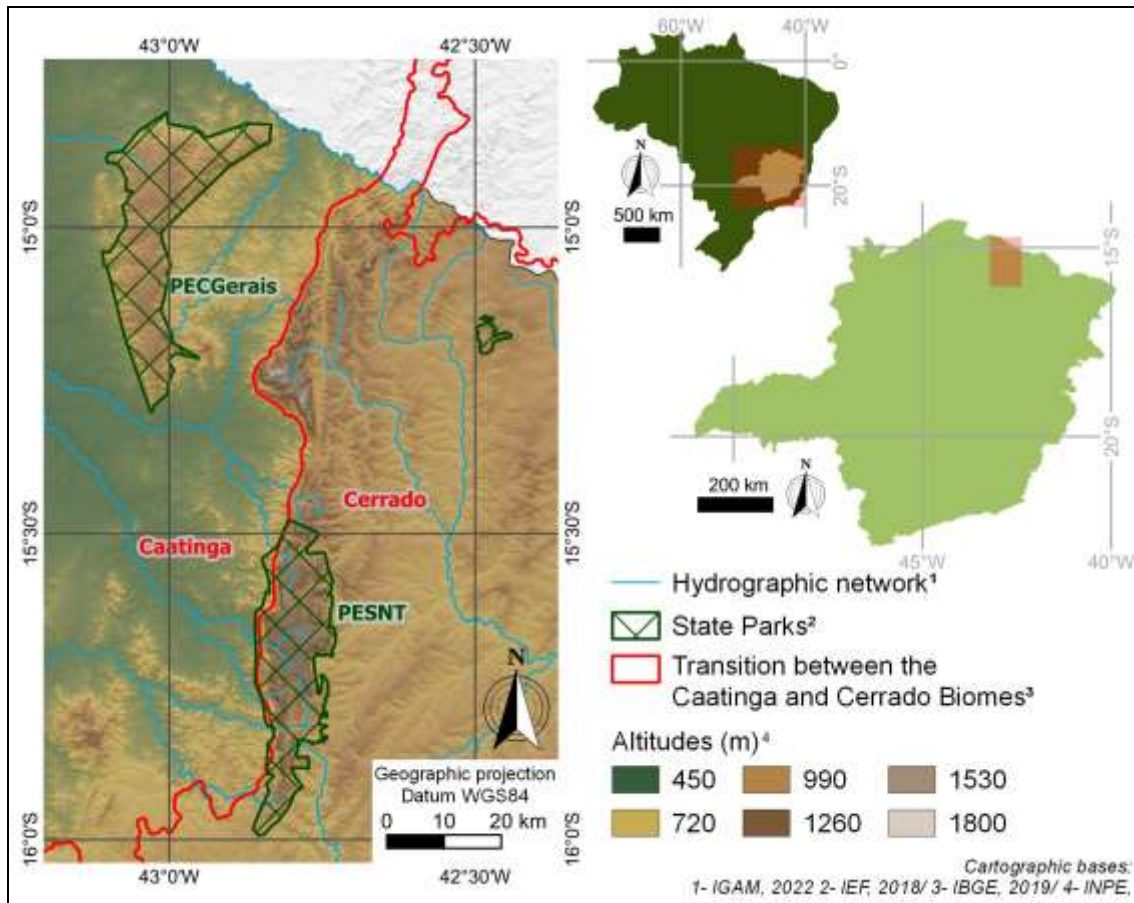 43°0'W
42°30'W
60°W
40°W
0°
20°S
N
500 km
15°0'S
15°0'S
PECGerais
15°S
20°S
N
200 km
45°W
40°W
Cerrado
15°30'S
Caatinga
15°30'S
PESNT
N
Geographic projection
Datum WGS84
0 10 20 km
16°0'S
16°0'S
43°0'W
42°30'W
Hydrographic network¹
State Parks²
Transition between the
Caatinga and Cerrado Biomes³
Altitudes (m)⁴
450 990 1530
720 1260 1800
Cartographic bases:
1- IGAM, 2022 2- IEF, 2018/ 3- IBGE, 2019/ 4- INPE,